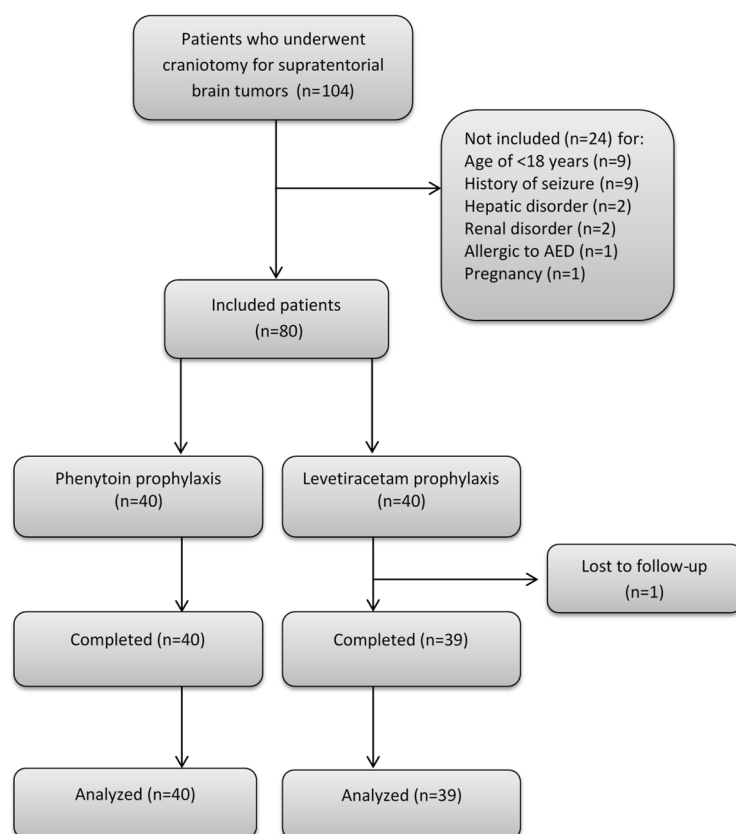 Patients who underwent
craniotomy for supratentorial
brain tumors (n=104)
Not included (n=24) for:
Age of <18 years (n=9)
History of seizure (n=9)
Hepatic disorder (n=2)
Renal disorder (n=2)
Allergic to AED (n=1)
Pregnancy (n=1)
Included patients
(n=80)
Phenytoin prophylaxis
(n=40)
Levetiracetam prophylaxis
(n=40)
Lost to follow-up
(n=1)
Completed (n=40)
Completed (n=39)
Analyzed (n=40)
Analyzed (n=39)